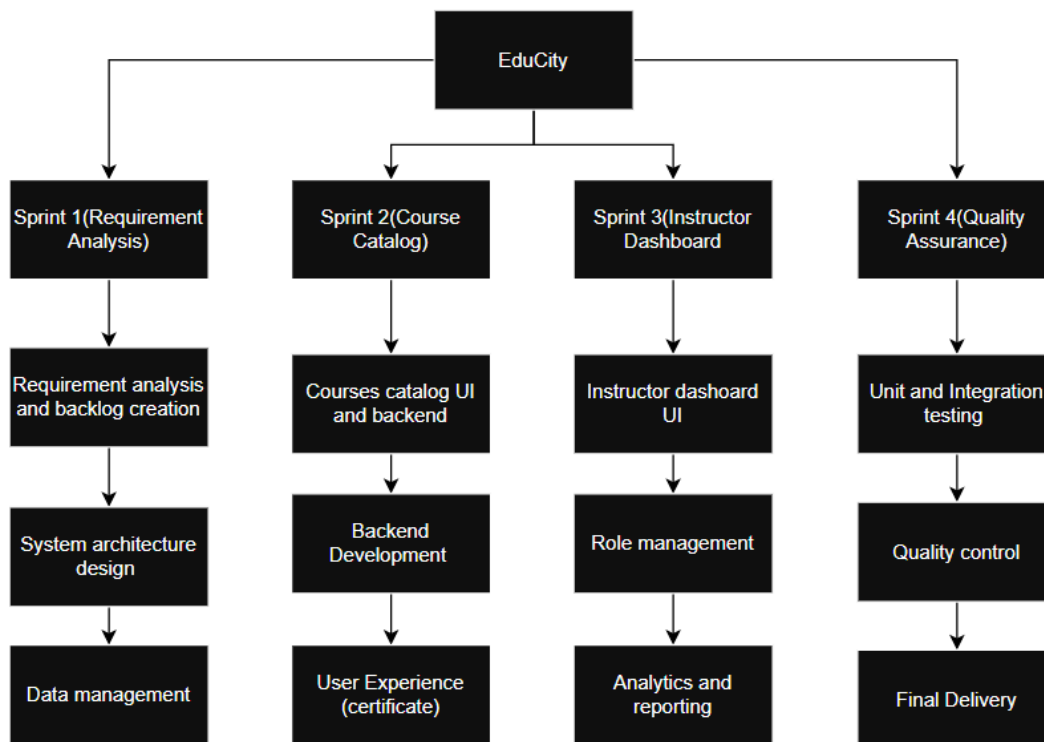 EduCity
Sprint 1(Requirement
Analysis)
Sprint 2(Course
Catalog)
Sprint 3(Instructor
Dashboard
Sprint 4(Quality
Assurance)
Requirement analysis
and backlog creation
Courses catalog UI
and backend
Instructor dashoard
UI
Unit and Integration
testing
System architecture
design
Backend
Development
Role management
Quality control
Data management
User Experience
(certificate)
Analytics and
reporting
Final Delivery